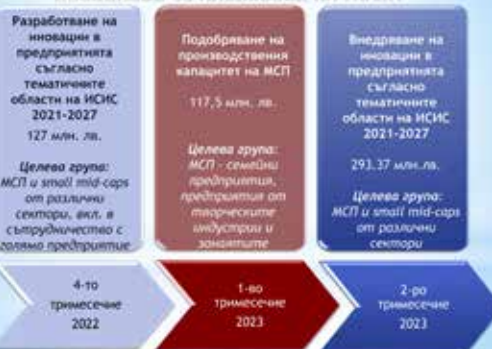 Разработване на
иновации в
предприятията
съгласно
тематичните
области на ИСИС
2021-2027
127 млн. лв.
Целева група:
МСП и small mid-caps
от различни
сектори, вкл. в
сътрудничество с
голямо предприятие
Подобряване на
производствения
капацитет на МСП
117,5 млн. лв.
Целева група:
МСП - семейни
предприятия,
предприятия от
творческите
индустрии и
занаятите
Внедряване на
иновации в
предприятията
съгласно
тематичните
области на ИСИС
2021-2027
293.37 млн.лв.
Целева група:
МСП и small mid-caps
от различни
сектори
4-то
тримесечие
2022
1-во
тримесечие
2023
2-ро
тримесечие
2023